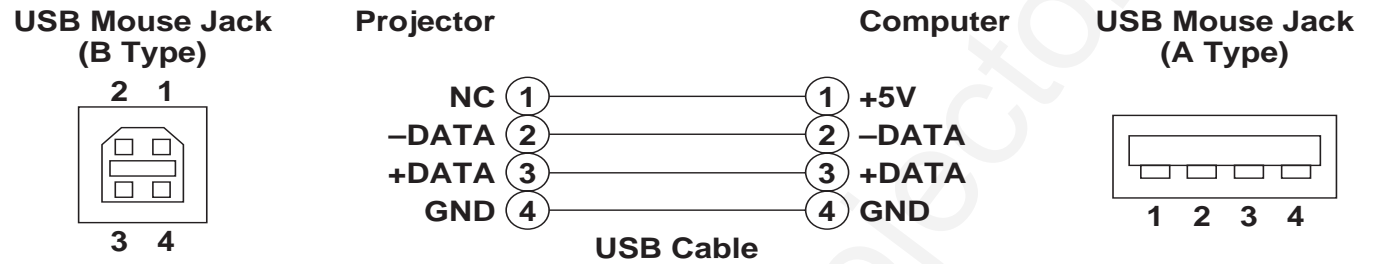 USB Mouse Jack
(B Type)
2 1
3 4
Projector
Computer
NC 1 1 +5V
–DATA 2 2 –DATA
+DATA 3 3 +DATA
GND 4 4 GND
USB Cable
USB Mouse Jack
(A Type)
1 2 3 4